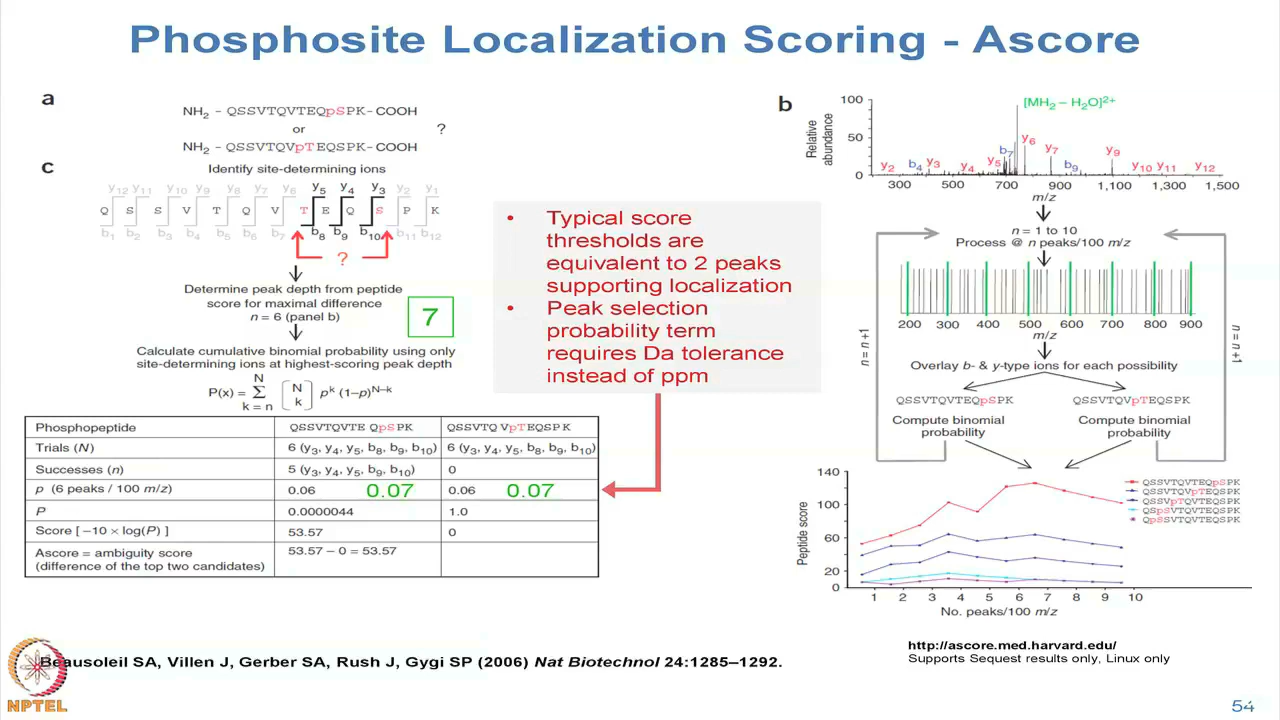 Phosphosite Localization Scoring - Ascore
a
NH2 - QSSVTQVTEQpSPK-COOH
or
NH2 - QSSVTQVpTEQSPK-COOH
?
c
Identify site-determining ions
y12 y11 y10 y9 y8 y7 y6 y5 y4 y3 y2 y1
Q S S V T Q V T E Q S P K
b1 b2 b3 b4 b5 b6 b7 b8 b9 b10 b11 b12
?
Determine peak depth from peptide
score for maximal difference
n = 6 (panel b)
7
Calculate cumulative binomial probability using only
site-determining ions at highest-scoring peak depth
P(x) = N Σ k = n (N k) p^k (1–p)^N–k
Phosphopeptide QSSVTQVTE QpSPK QSSVTQ VpTEQSPK
Trials (N) 6 (y3, y4, y5, b8, b9, b10) 6 (y3, y4, y5, b8, b9, b10)
Successes (n) 5 (y3, y4, y5, b9, b10) 0
p (6 peaks / 100 m/z) 0.06 0.07 0.06 0.07
P 0.0000044 1.0
Score [ –10 × log(P) ] 53.57 0
Ascore = ambiguity score 53.57 – 0 = 53.57
(difference of the top two candidates)
• Typical score
thresholds are
equivalent to 2 peaks
supporting localization
• Peak selection
probability term
requires Da tolerance
instead of ppm
b
Relative
abundance
100
50
0
[MH2 – H2O]2+
y2 b4 y3 y4 y5 b7 y6 y7 b9 y9 y10 y11 y12
300 500 700 900 1,100 1,300 1,500
m/z
n = 1 to 10
Process @ n peaks/100 m/z
200 300 400 500 600 700 800 900
m/z
n = n +1
n = n +1
Overlay b- & y-type ions for each possibility
QSSVTQVTEQpSPK QSSVTQVpTEQSPK
Compute binomial Compute binomial
probability probability
Peptide score
140
100
60
20
0
QSSVTQVTEQpSPK
QSSVTQVpTEQSPK
QSSVpTQVTEQSPK
QSpSVTQVTEQSPK
QpSSVTQVTEQSPK
1 2 3 4 5 6 7 8 9 10
No. peaks/100 m/z
http://ascore.med.harvard.edu/
Supports Sequest results only, Linux only
Beausoleil SA, Villen J, Gerber SA, Rush J, Gygi SP (2006) Nat Biotechnol 24:1285–1292.
NPTEL
54